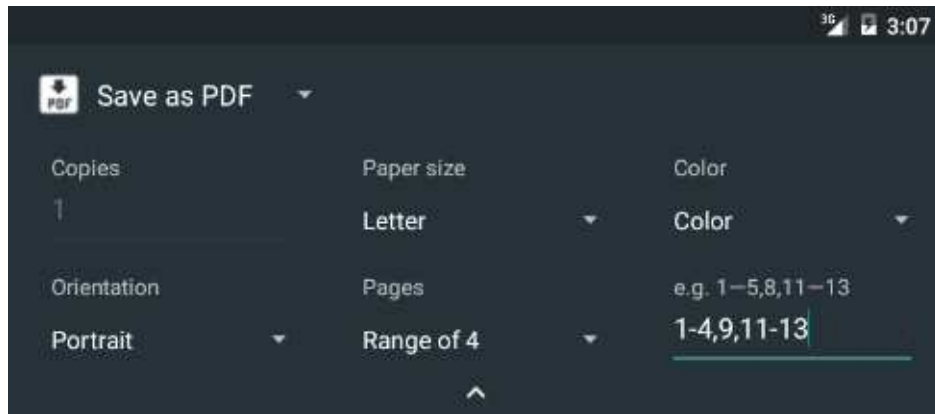 3G 3:07
PDF Save as PDF
Copies Paper size Color
1 Letter Color
Orientation Pages e.g. 1—5,8,11—13
Portrait Range of 4 1-4,9,11-13